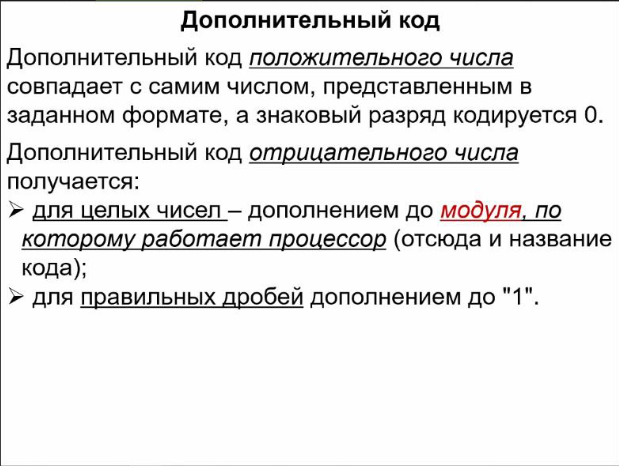 Дополнительный код
Дополнительный код положительного числа
совпадает с самим числом, представленным в
заданном формате, а знаковый разряд кодируется 0.
Дополнительный код отрицательного числа
получается:
➢ для целых чисел – дополнением до модуля, по
которому работает процессор (отсюда и название
кода);
➢ для правильных дробей дополнением до "1".